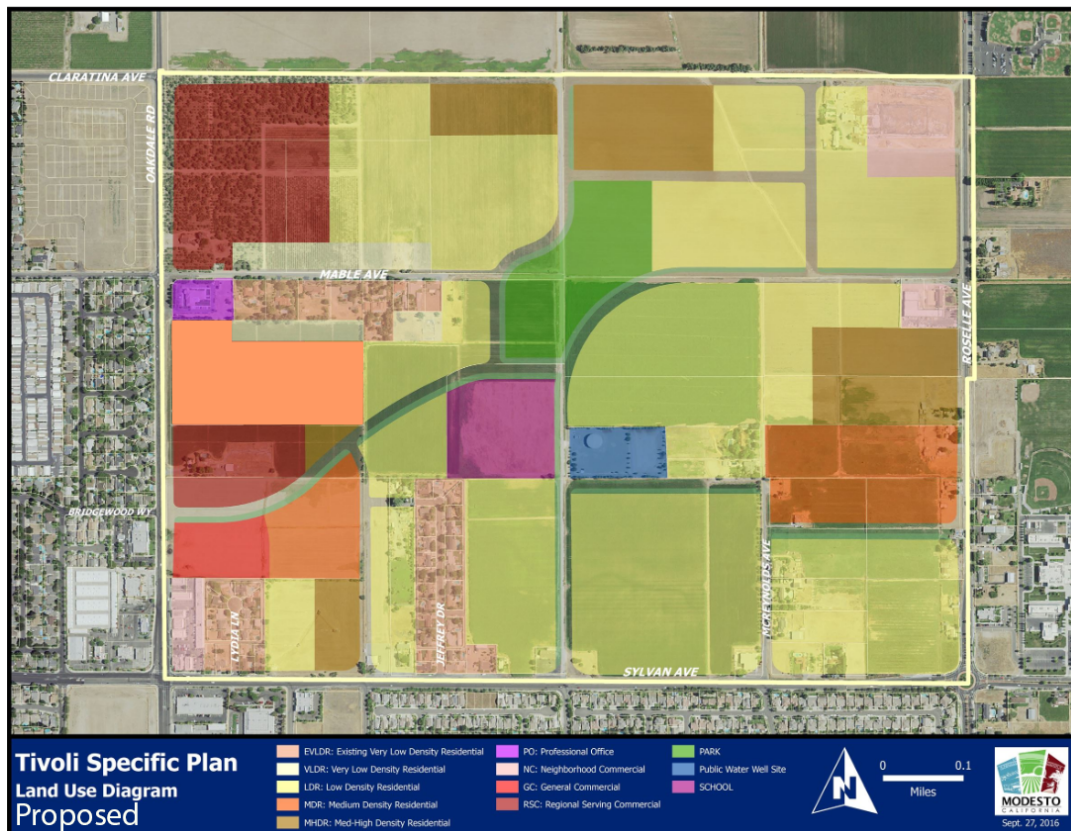 CLARATINA AVE
OAKDALE RD
MABLE AVE
ROSELLE AVE
BRIDGEWOOD WY
MCREYNOLDS AVE
LYDIA LN
JEFFREY DR
SYLVAN AVE
Tivoli Specific Plan
Land Use Diagram
Proposed
EVLDR: Existing Very Low Density Residential
VLDR: Very Low Density Residential
LDR: Low Density Residential
MDR: Medium Density Residential
MHDR: Med-High Density Residential
PO: Professional Office
NC: Neighborhood Commercial
GC: General Commercial
RSC: Regional Serving Commercial
PARK
Public Water Well Site
SCHOOL
N
0 0.1
Miles
MODESTO
CALIFORNIA
Sept. 27, 2016